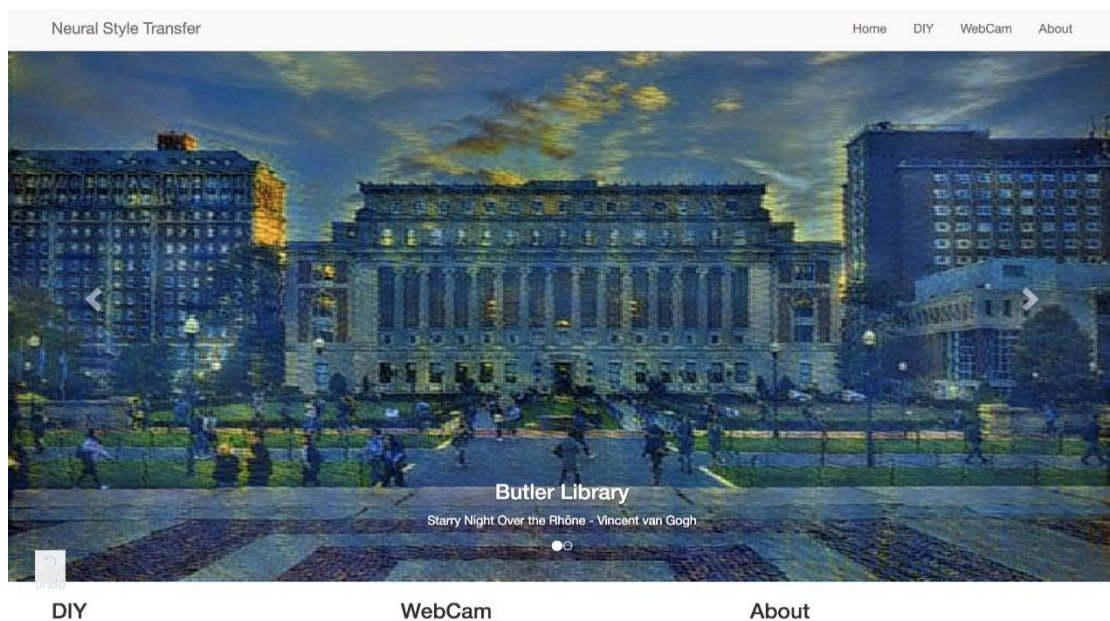 Neural Style Transfer
Home DIY WebCam About
Butler Library
Starry Night Over the Rhône - Vincent van Gogh
undo
DIY WebCam About